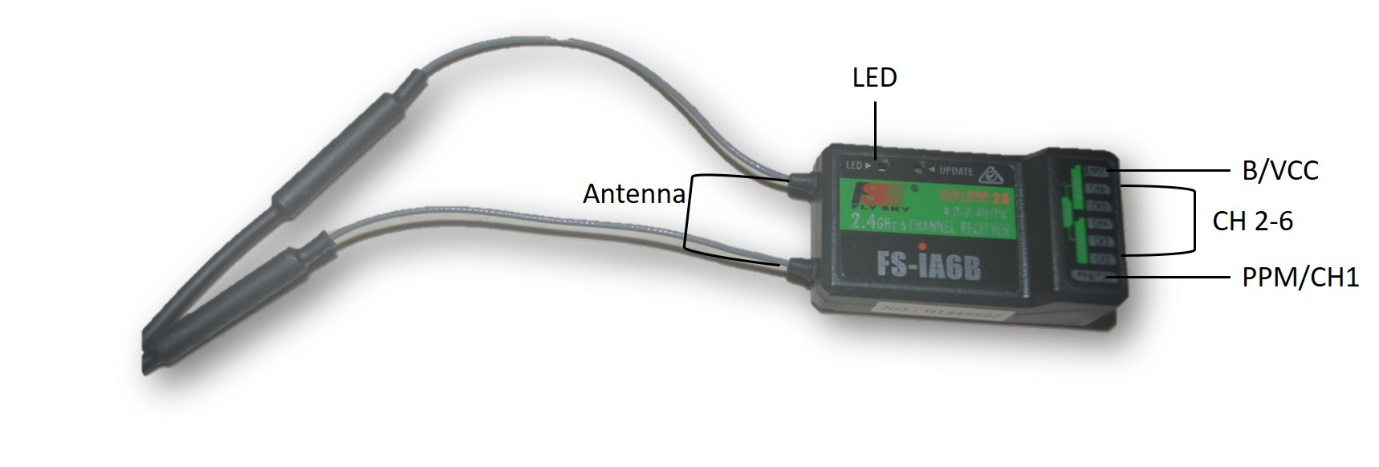 LED
LED
UPDATE
B/VCC
FLY SKY
®
2.4GHz 6 CHANNEL RECEIVER
CH 2-6
Antenna
FS-iA6B
PPM/CH1
NO.: